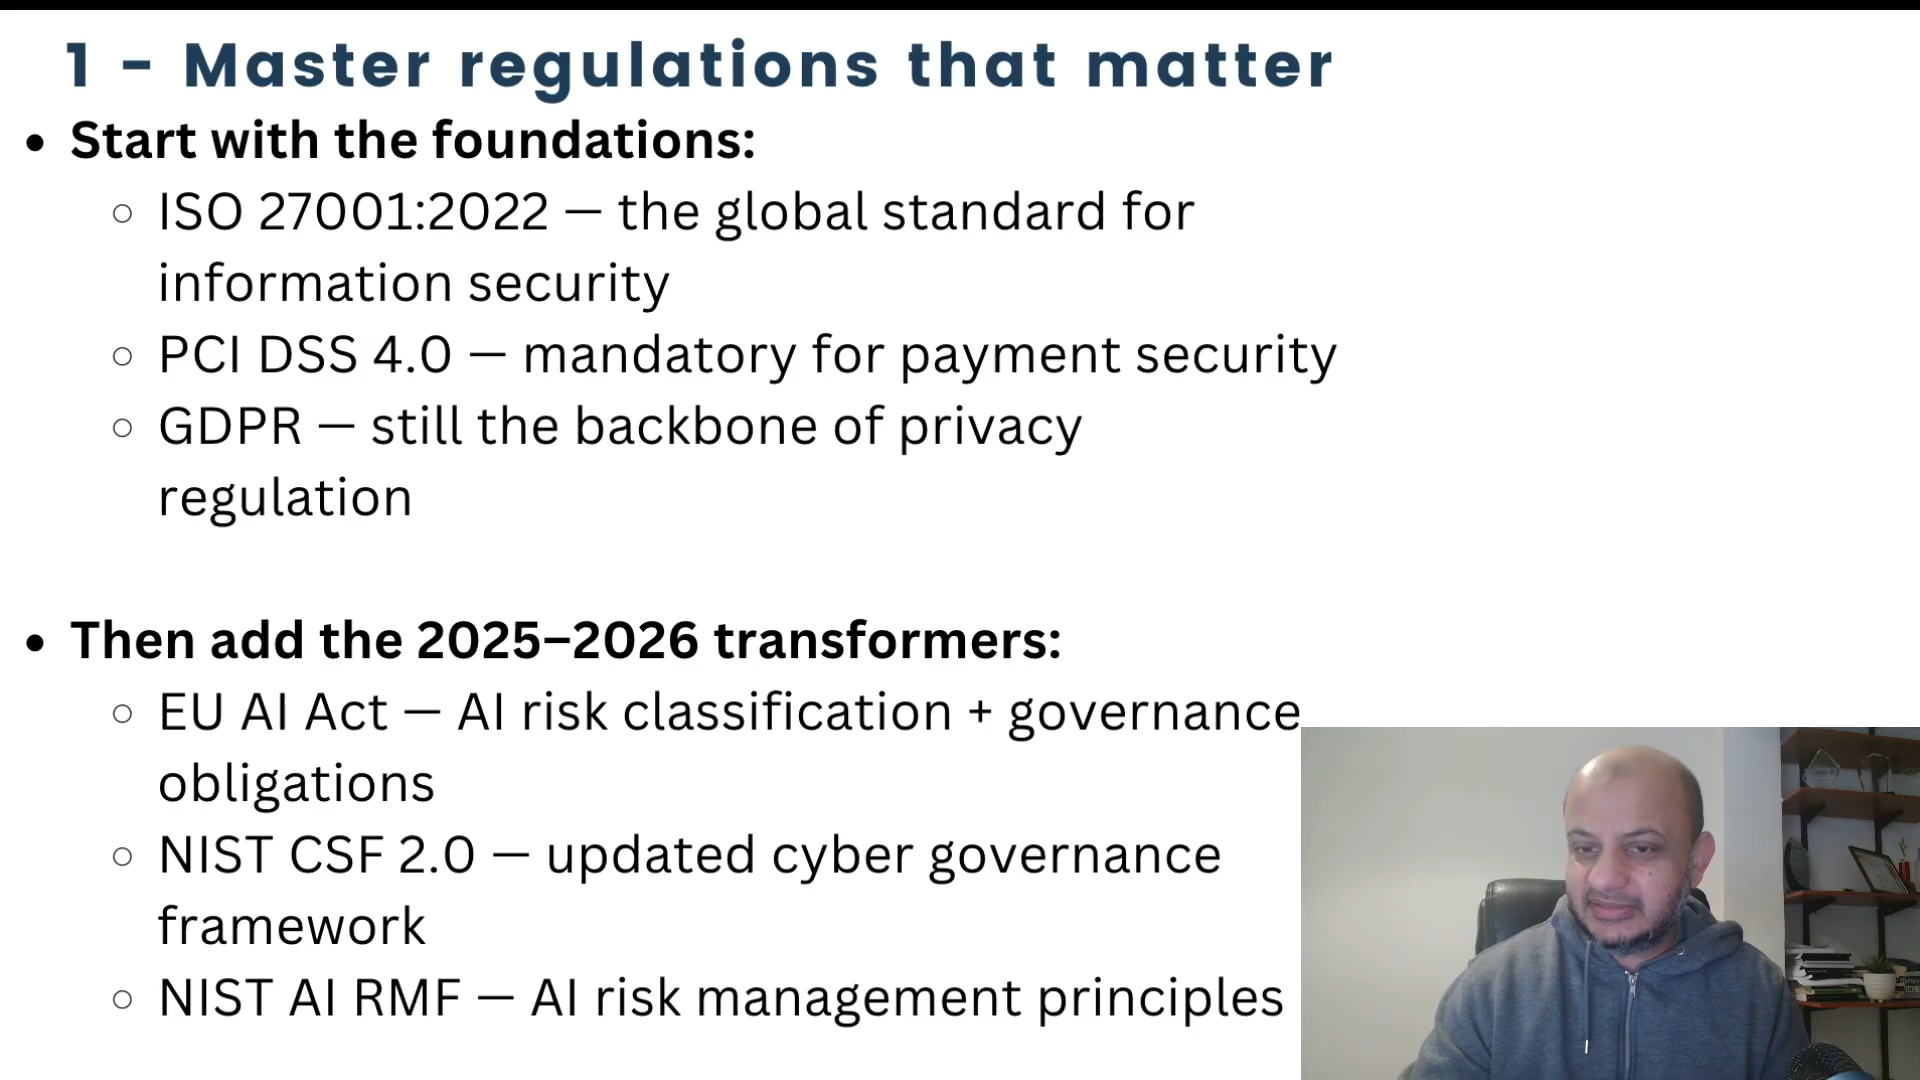 1 - Master regulations that matter
• Start with the foundations:
○ ISO 27001:2022 — the global standard for
information security
○ PCI DSS 4.0 — mandatory for payment security
○ GDPR — still the backbone of privacy
regulation
• Then add the 2025–2026 transformers:
○ EU AI Act — AI risk classification + governance
obligations
○ NIST CSF 2.0 — updated cyber governance
framework
○ NIST AI RMF — AI risk management principles